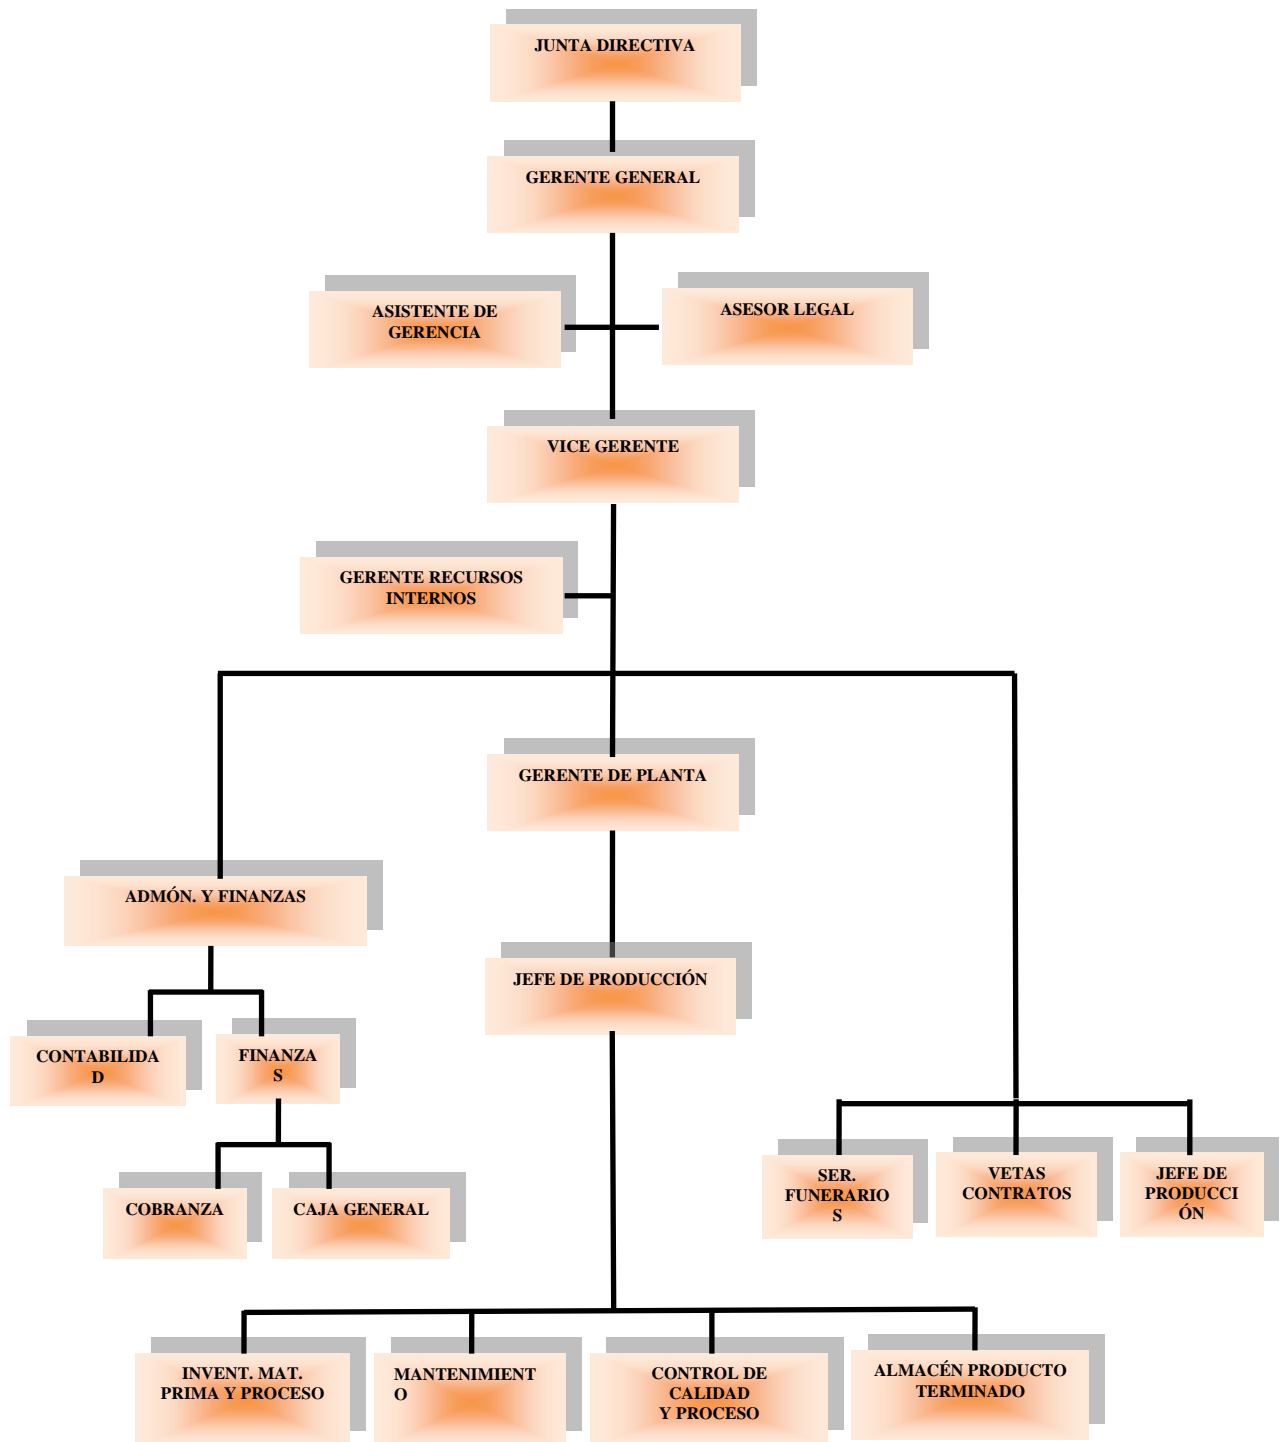 JUNTA DIRECTIVA
GERENTE GENERAL
ASISTENTE DE
GERENCIA
ASESOR LEGAL
VICE GERENTE
GERENTE RECURSOS
INTERNOS
GERENTE DE PLANTA
ADMÓN. Y FINANZAS
JEFE DE PRODUCCIÓN
CONTABILIDA
D
FINANZA
S
COBRANZA
CAJA GENERAL
SER.
FUNERARIO
S
VETAS
CONTRATOS
JEFE DE
PRODUCCI
ÓN
INVENT. MAT.
PRIMA Y PROCESO
MANTENIMIENT
O
CONTROL DE
CALIDAD
Y PROCESO
ALMACÉN PRODUCTO
TERMINADO